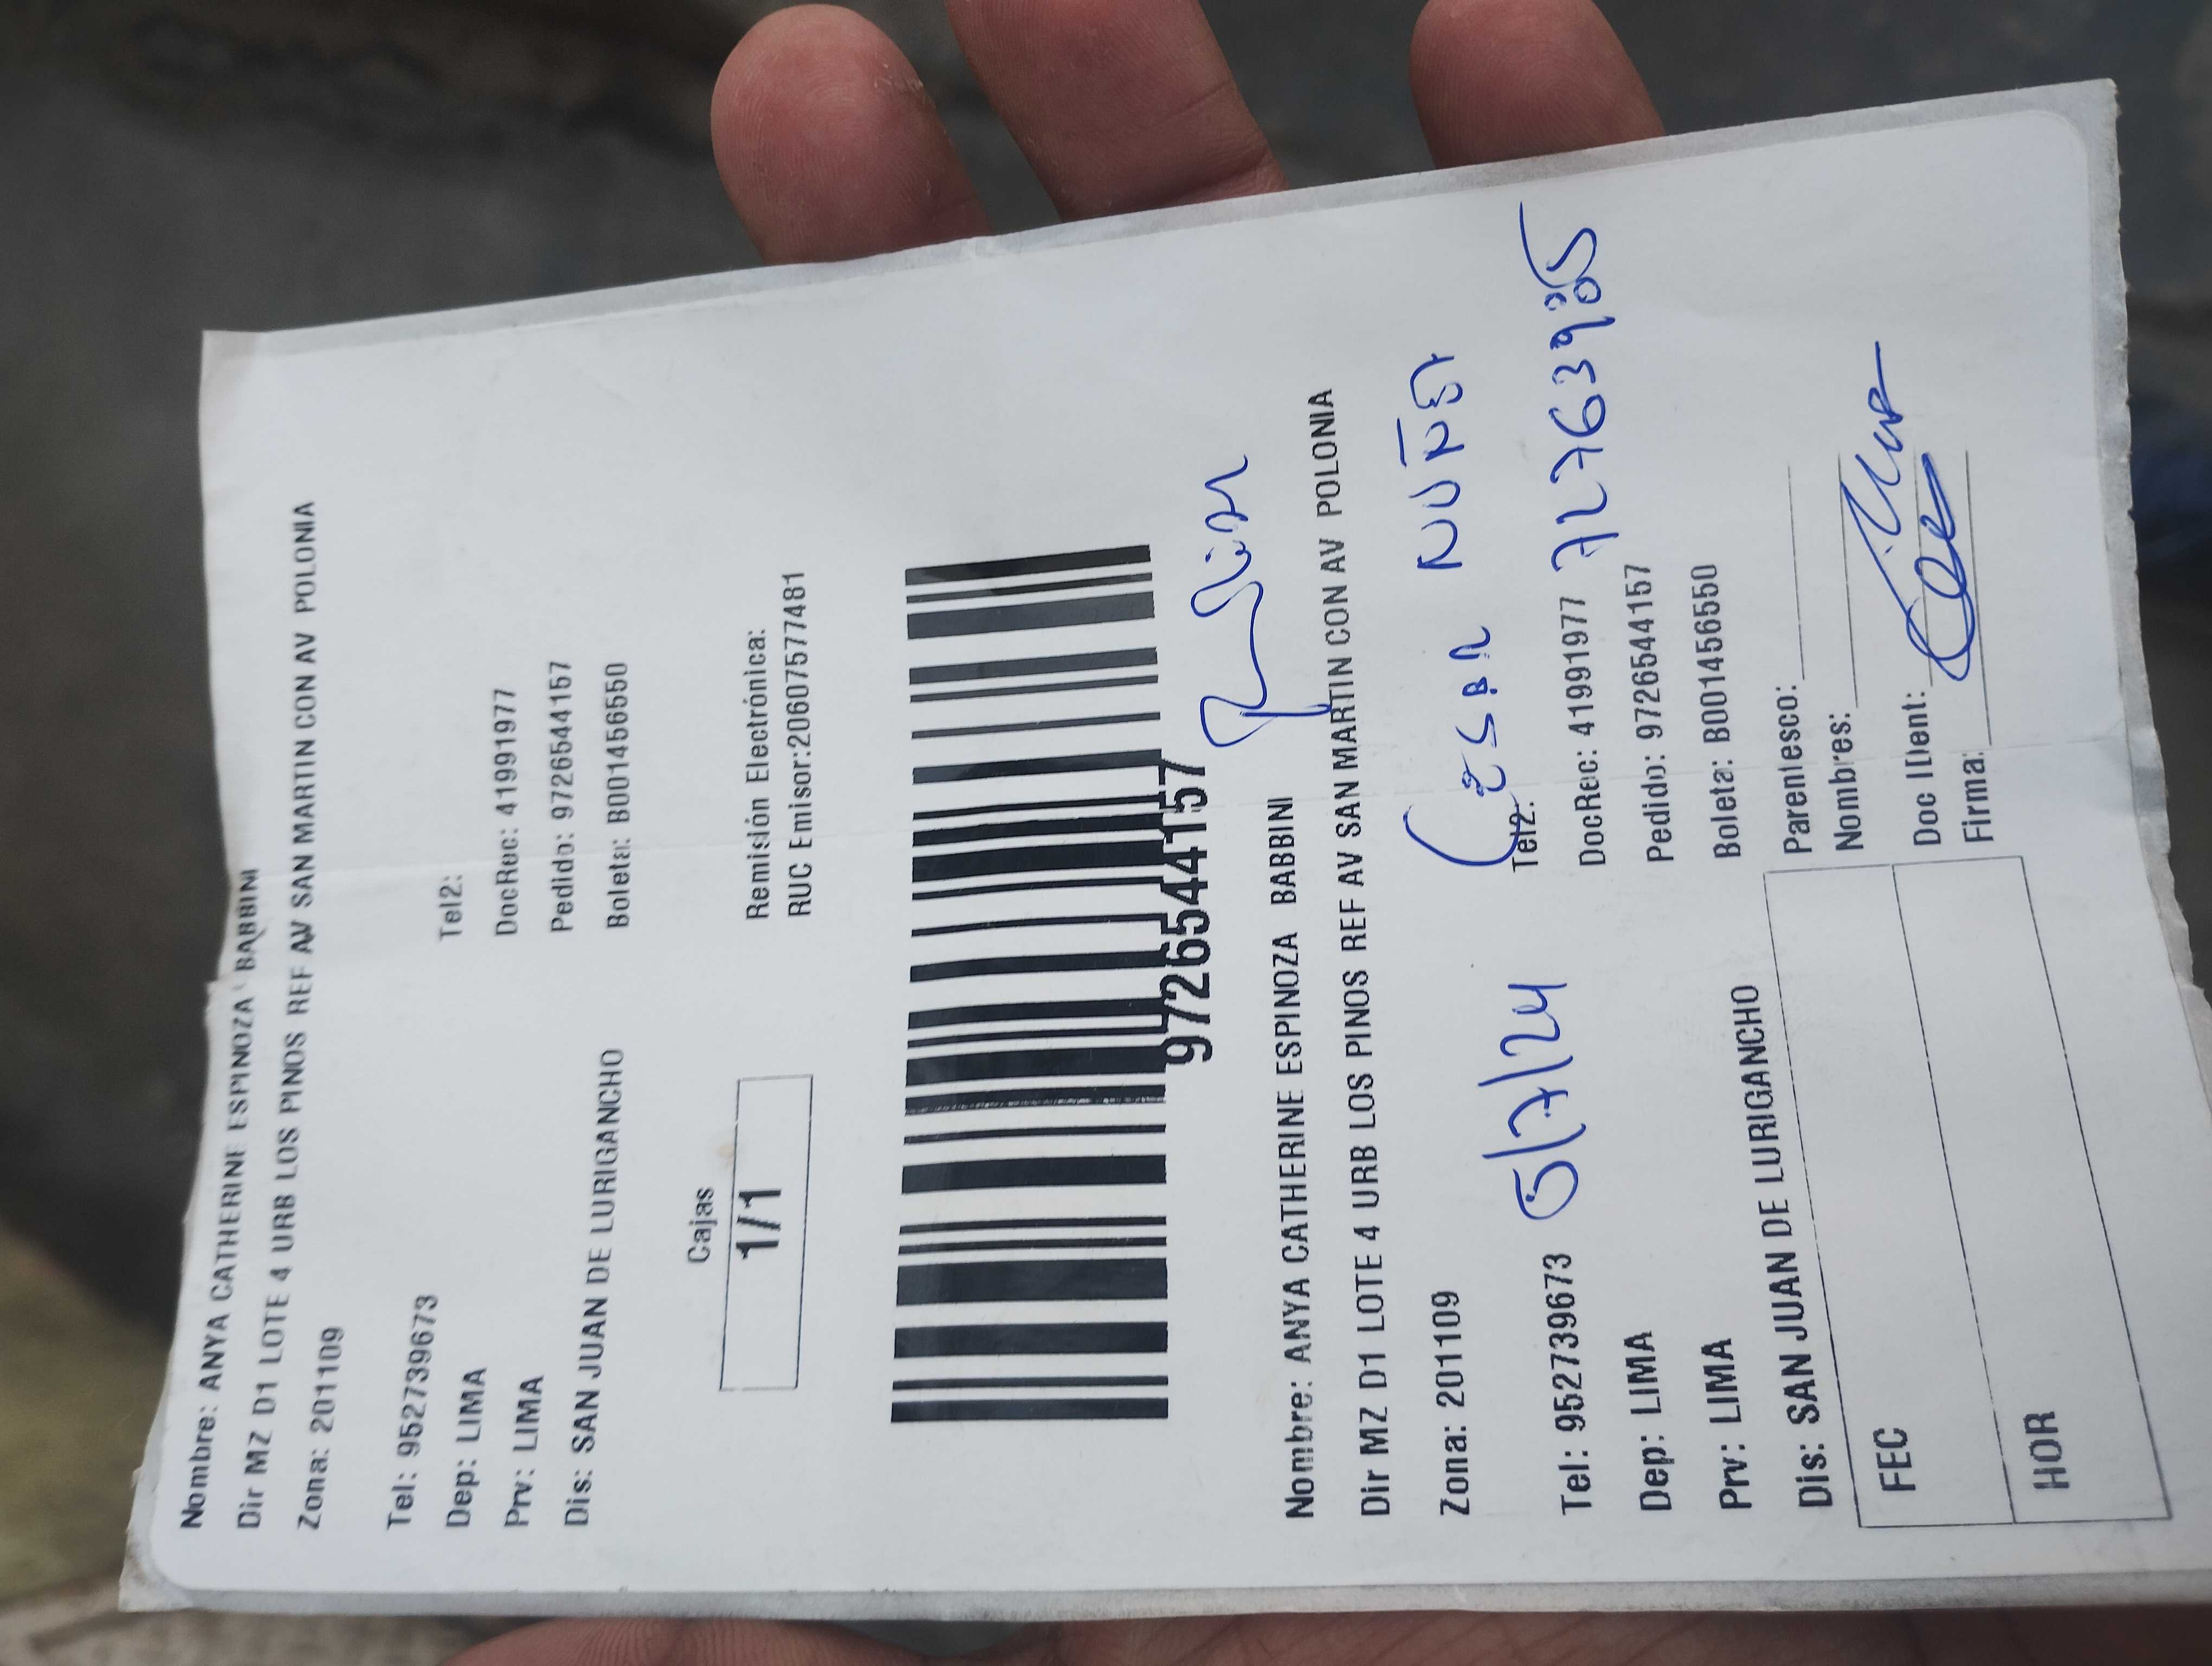 Nombre: ANYA CATHERINE ESPINOZA BABBINI
Dir MZ D1 LOTE 4 URB LOS PINOS REF AV SAN MARTIN CON AV POLONIA
Zona: 201109
Tel: 952739673 Tel2:
Dep: LIMA DocRec: 41991977
Prv: LIMA Pedido: 9726544157
Dis: SAN JUAN DE LURIGANCHO Boleta: B001456550
Cajas
1/1
Remisión Electrónica:
RUC Emisor:20607577481
9726544157
Nombre: ANYA CATHERINE ESPINOZA BABBINI
Dir MZ D1 LOTE 4 URB LOS PINOS REF AV SAN MARTIN CON AV POLONIA
Zona: 201109
Cesar Nuñez
Tel: 952739673 5/7/24 Tel2:
Dep: LIMA DocRec: 41991977
Prv: LIMA Pedido: 9726544157
Dis: SAN JUAN DE LURIGANCHO Boleta: B001456550
FEC
HOR
Parentesco:
Nombres:
Doc IDent:
Firma: